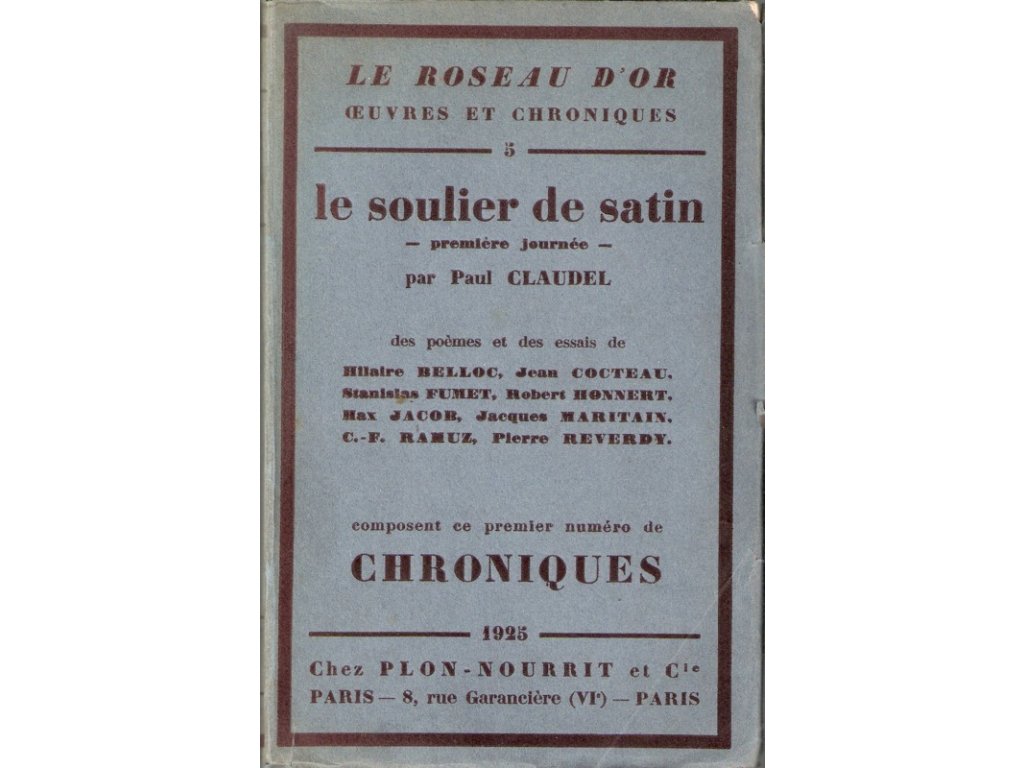 LE ROSEAU D'OR
ŒUVRES ET CHRONIQUES
5
le soulier de satin
— première journée —
par Paul CLAUDEL
des poèmes et des essais de
Hilaire BELLOC, Jean COCTEAU,
Stanislas FUMET, Robert HONNERT,
Max JACOB, Jacques MARITAIN,
C.-F. RAMUZ, Pierre REVERDY.
composent ce premier numéro de
CHRONIQUES
1925
Chez PLON-NOURRIT et Cie
PARIS — 8, rue Garancière (VIe) — PARIS